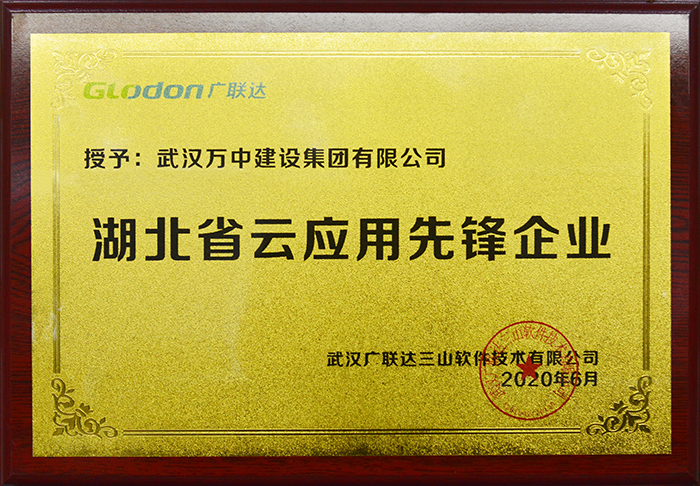 Glodon广联达
授予：武汉万中建设集团有限公司
湖北省云应用先锋企业
武汉广联达三山软件技术有限公司
2020年6月